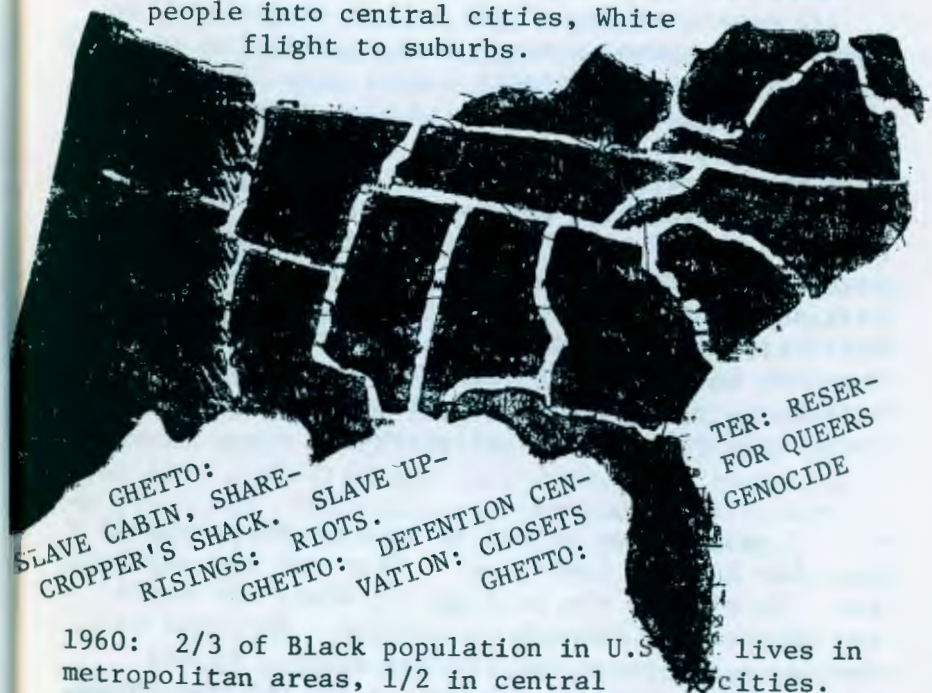 people into central cities, White
flight to suburbs.
GHETTO:
SLAVE CABIN, SHARE-
CROPPER'S SHACK. SLAVE UP-
RISINGS: RIOTS.
GHETTO: DETENTION CEN-
TER: RESER-
VATION: CLOSETS
FOR QUEERS
GHETTO:
GENOCIDE
1960: 2/3 of Black population in U.S lives in
metropolitan areas, 1/2 in central cities.